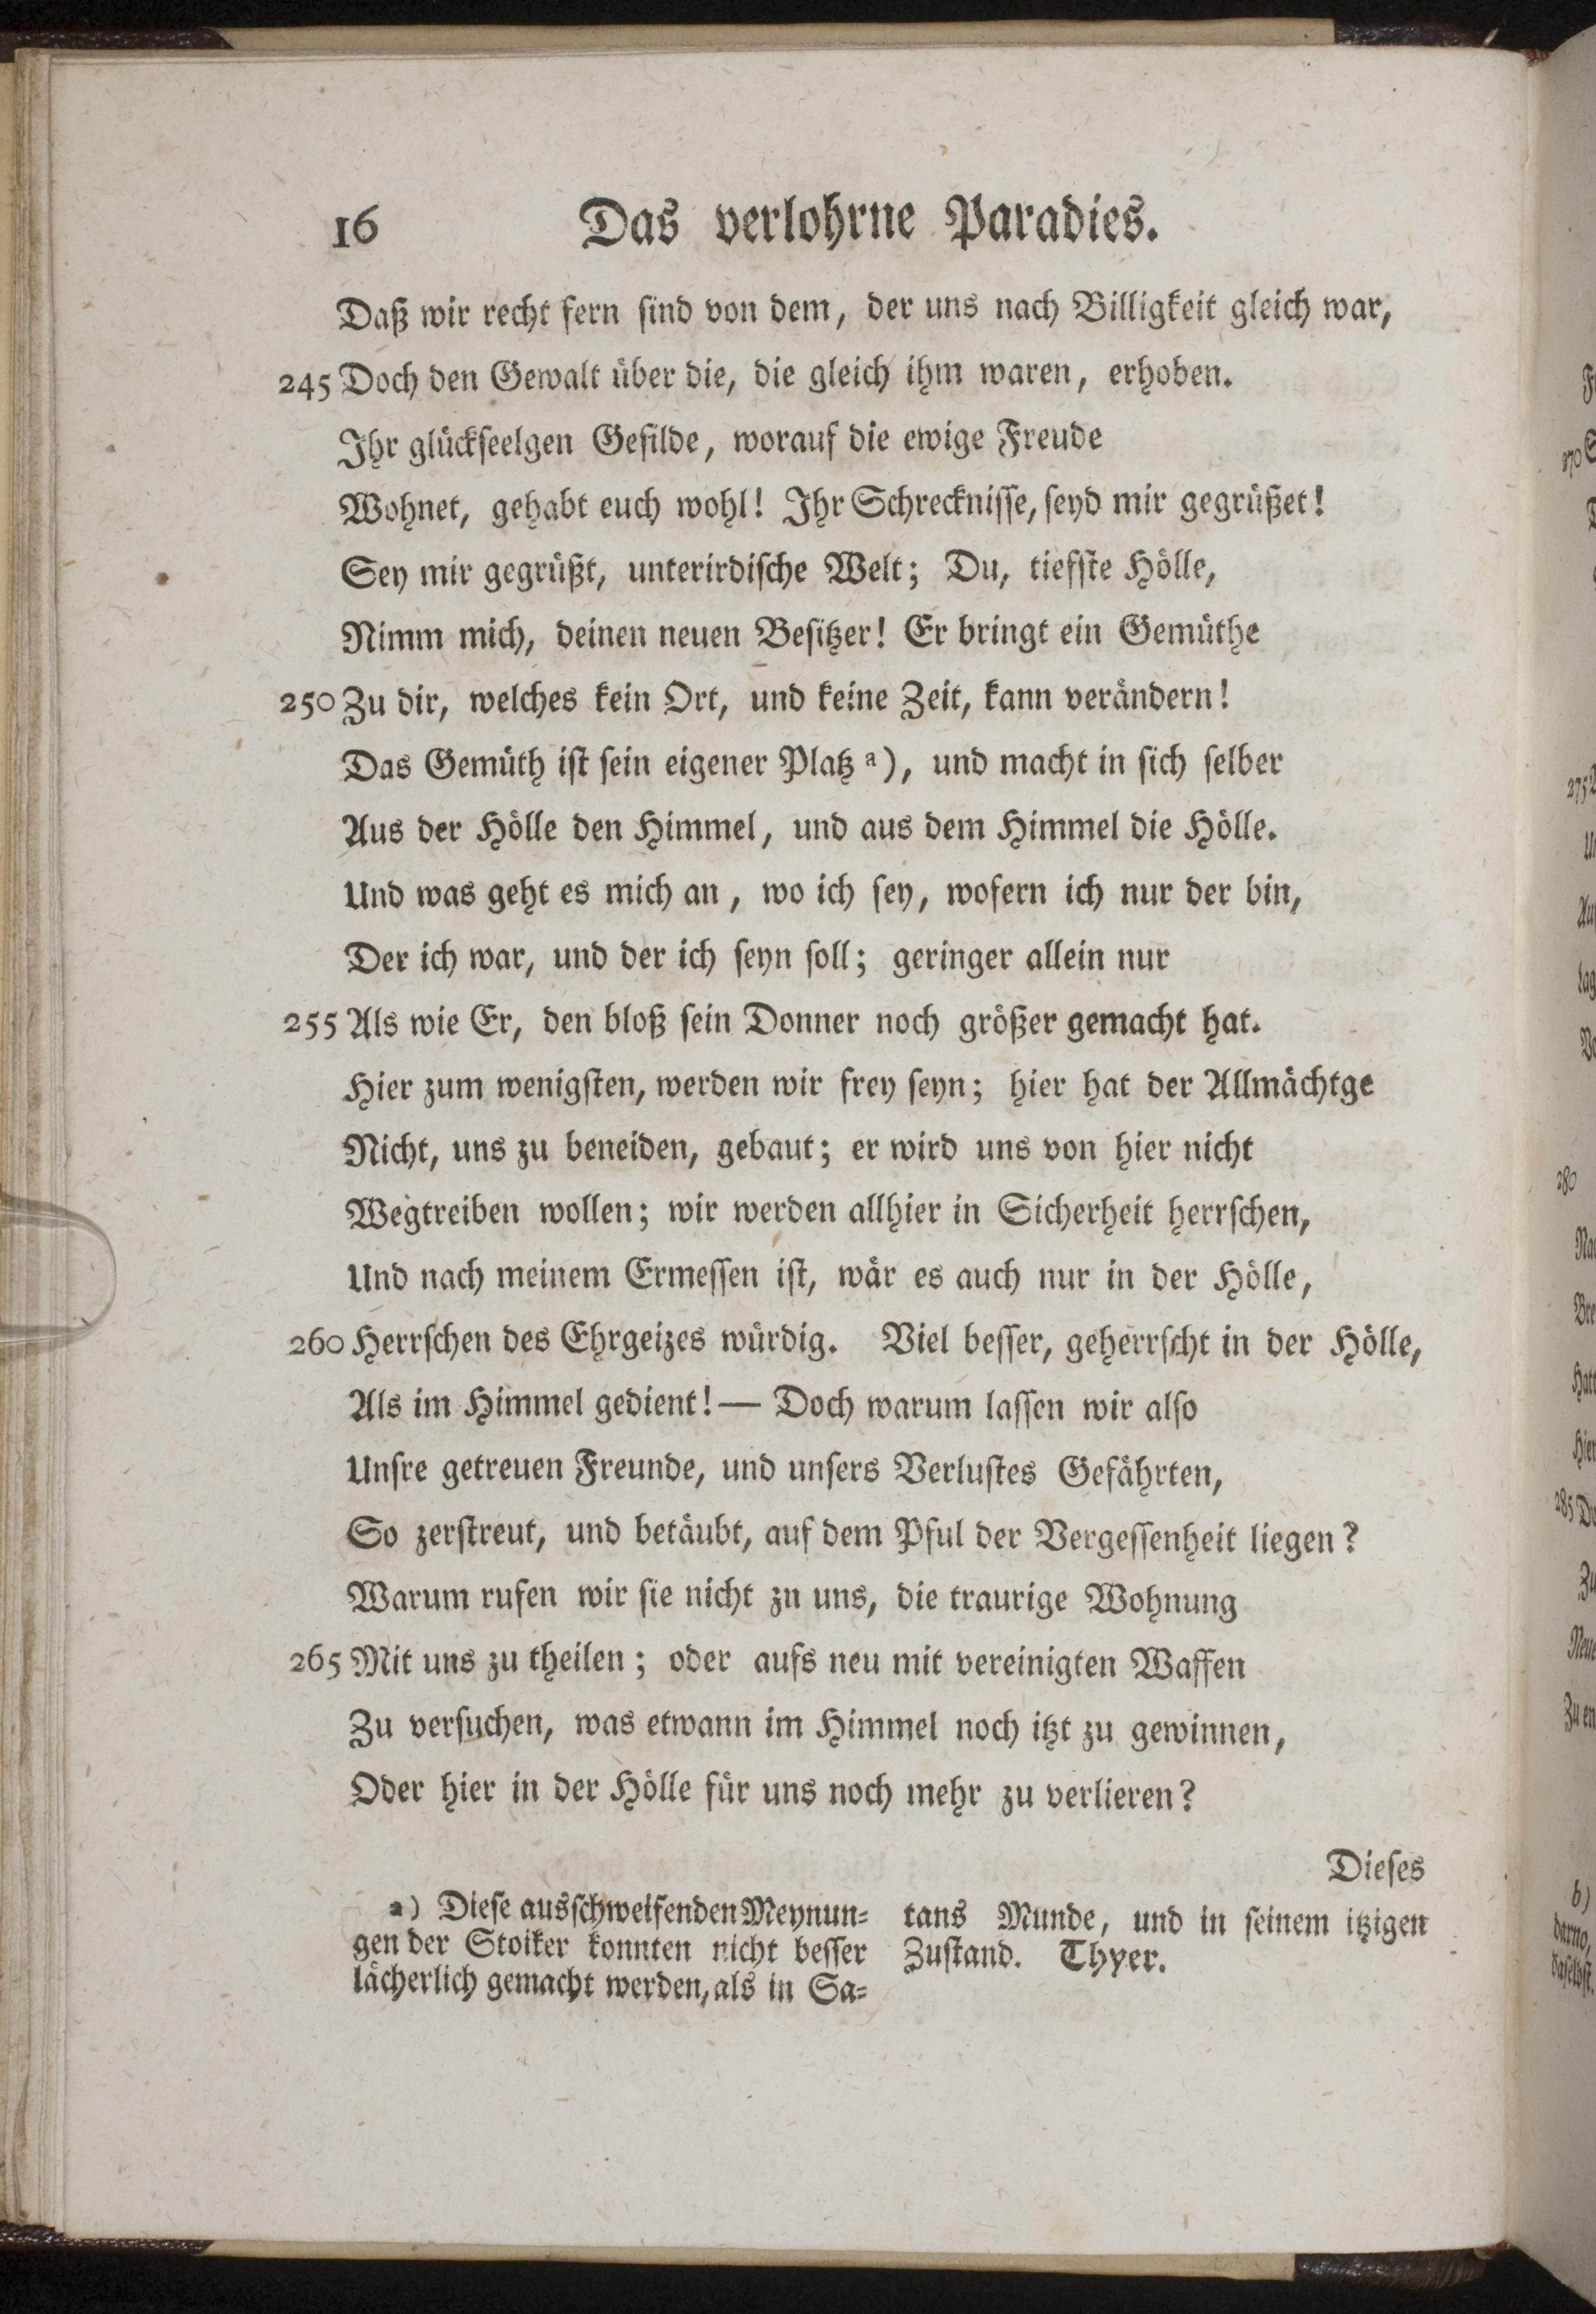 16 Das verlohrne Paradies.
Daß wir recht fern ſind von dem, der uns nach Billigkeit gleich war,
245 Doch den Gewalt über die, die gleich ihm waren, erhoben.
Ihr glückſeelgen Gefilde, worauf die ewige Freude
Wohnet, gehabt euch wohl! Ihr Schreckniſſe, ſeyd mir gegrüßet!
Sey mir gegrüßt, unterirdiſche Welt; Du, tiefſte Hölle,
Nimm mich, deinen neuen Beſitzer! Er bringt ein Gemüthe
250 Zu dir, welches kein Ort, und keine Zeit, kann verändern!
Das Gemüth iſt ſein eigener Platz a), und macht in ſich ſelber
Aus der Hölle den Himmel, und aus dem Himmel die Hölle.
Und was geht es mich an, wo ich ſey, wofern ich nur der bin,
Der ich war, und der ich ſeyn ſoll; geringer allein nur
255 Als wie Er, den bloß ſein Donner noch größer gemacht hat.
Hier zum wenigſten, werden wir frey ſeyn; hier hat der Allmächtge
Nicht, uns zu beneiden, gebaut; er wird uns von hier nicht
Wegtreiben wollen; wir werden allhier in Sicherheit herrſchen,
Und nach meinem Ermeſſen iſt, wär es auch nur in der Hölle,
260 Herrſchen des Ehrgeizes würdig. Viel beſſer, geherrſcht in der Hölle,
Als im Himmel gedient! — Doch warum laſſen wir alſo
Unſre getreuen Freunde, und unſers Verluſtes Gefährten,
So zerſtreut, und betäubt, auf dem Pful der Vergeſſenheit liegen?
Warum rufen wir ſie nicht zu uns, die traurige Wohnung
265 Mit uns zu theilen; oder aufs neu mit vereinigten Waffen
Zu verſuchen, was etwann im Himmel noch itzt zu gewinnen,
Oder hier in der Hölle für uns noch mehr zu verlieren?
Dieſes
a) Dieſe ausſchweifenden Meynun-
gen der Stoiker konnten nicht beſſer
lächerlich gemacht werden, als in Sa-
tans Munde, und in ſeinem itzigen
Zuſtand. Thyer.